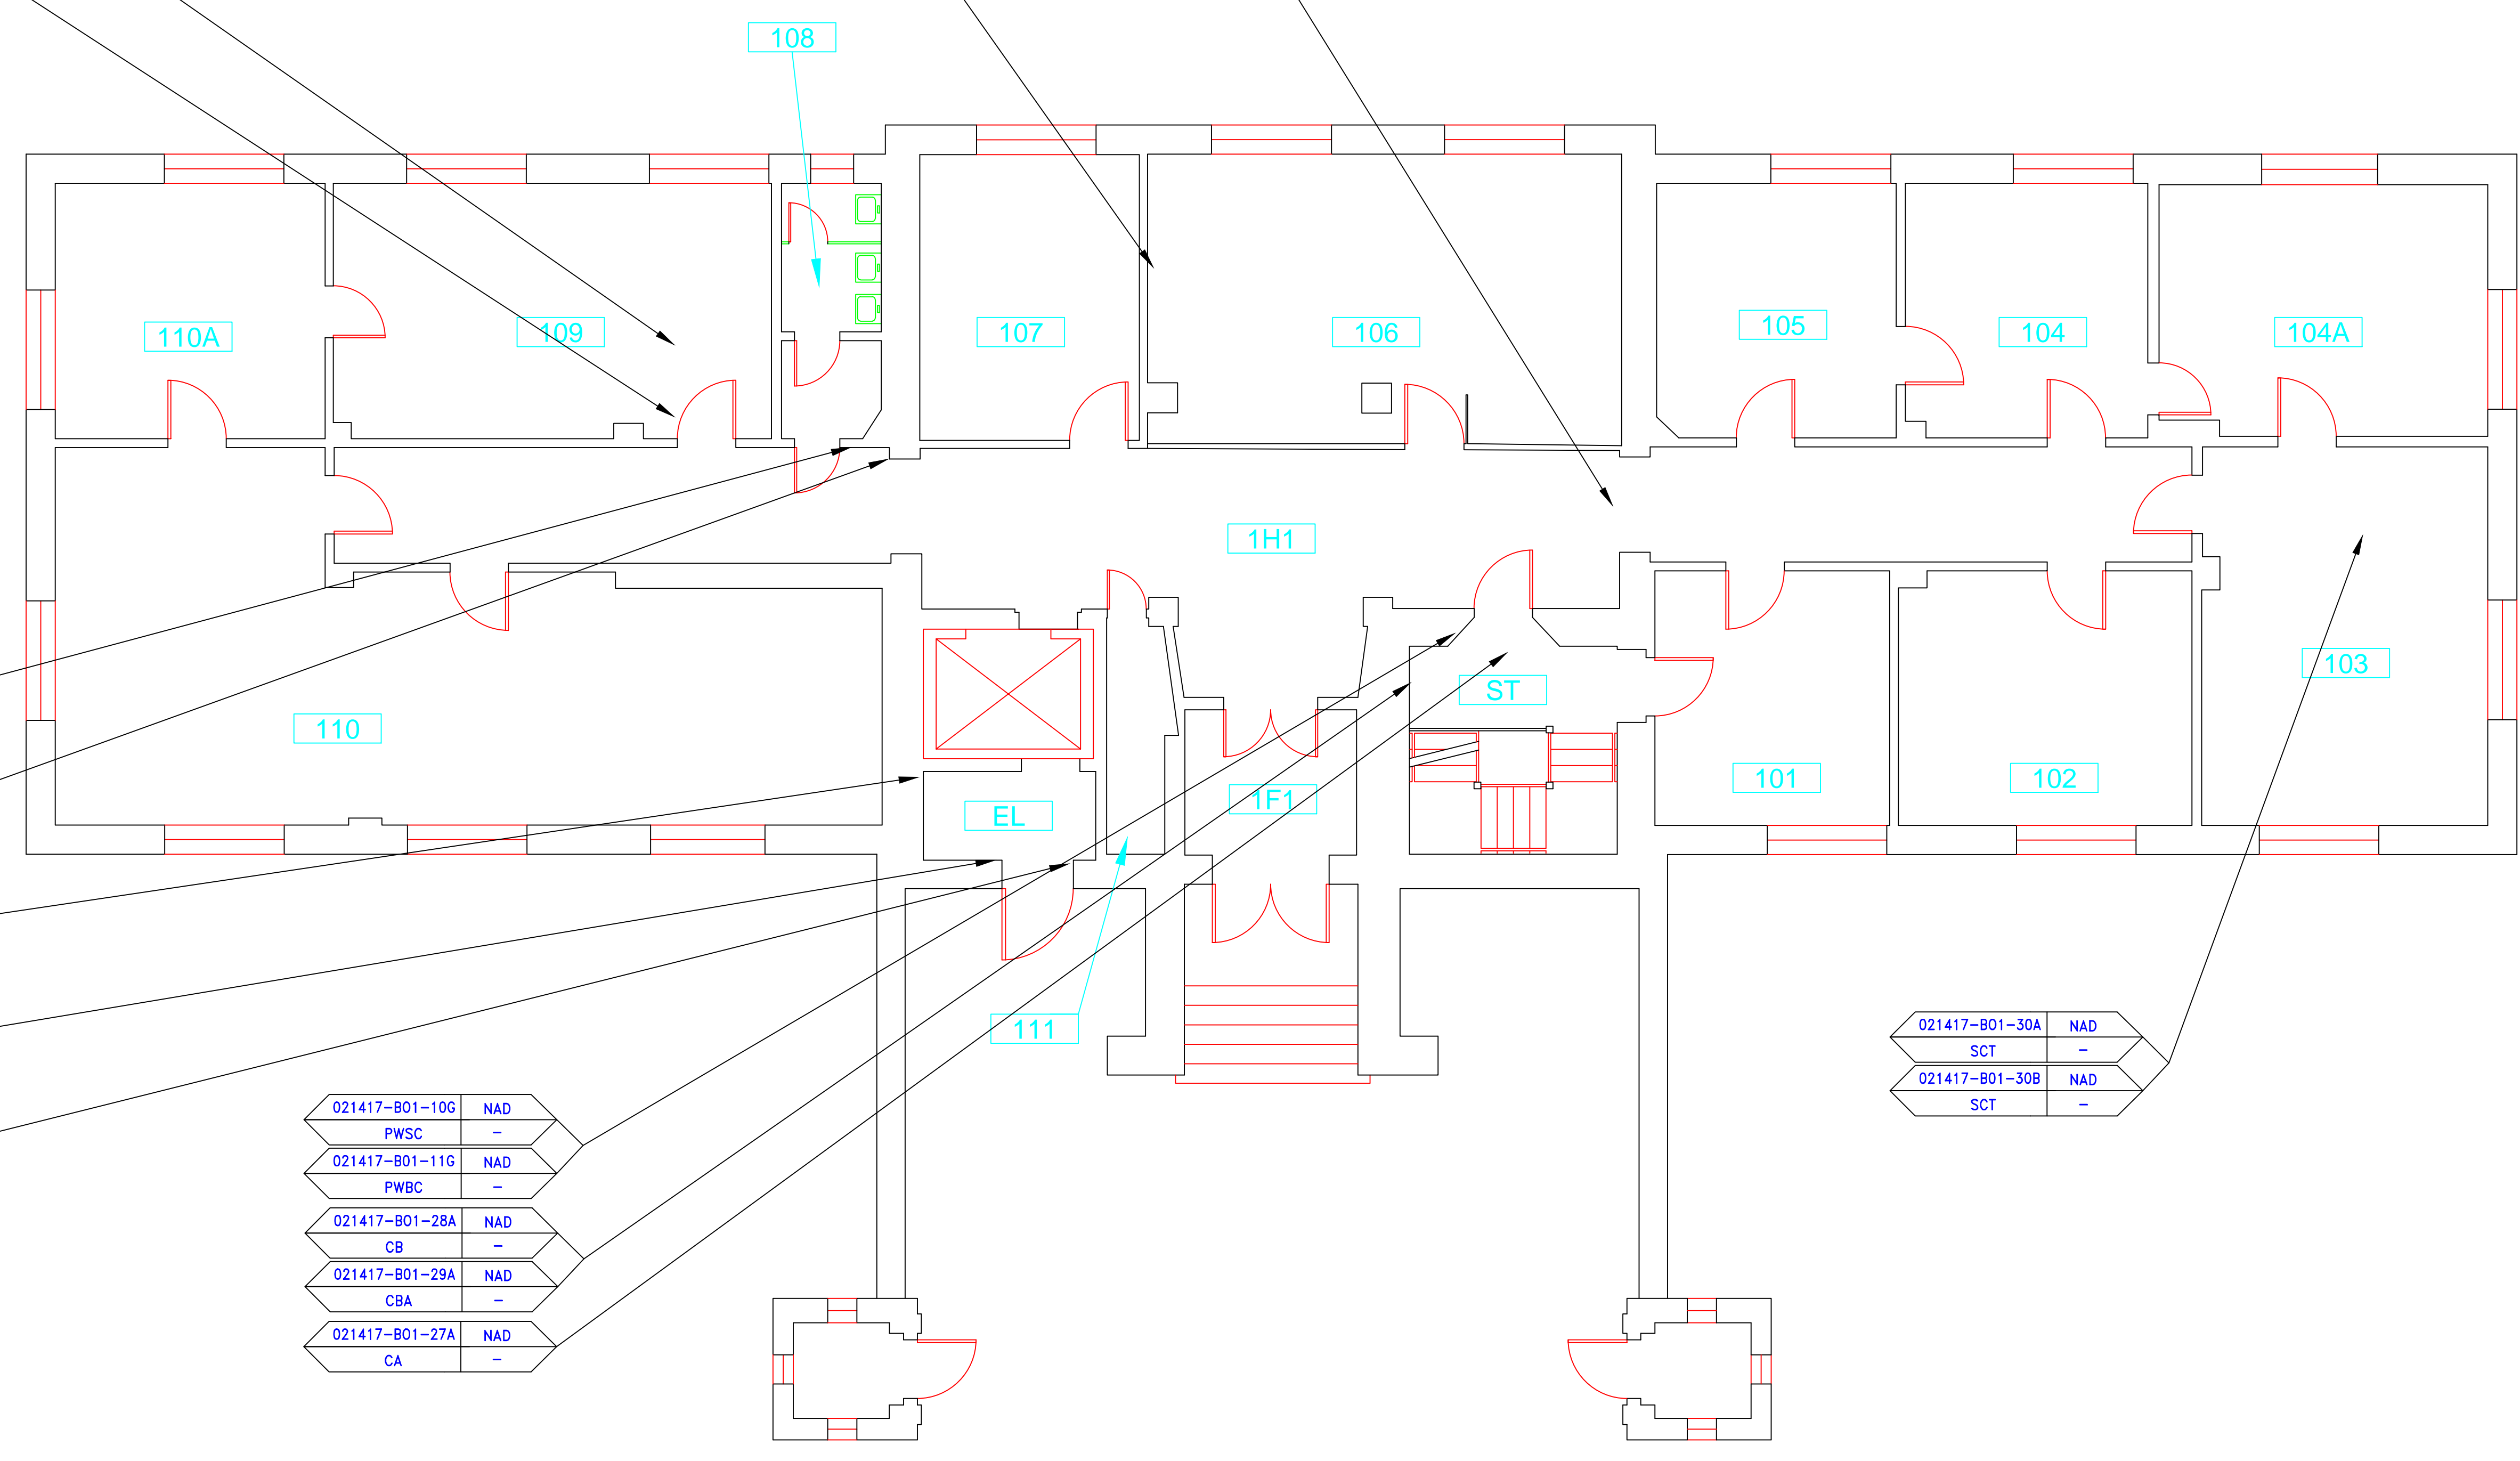 108
110A
109
107
106
105
104
104A
1H1
ST
103
110
101
102
1F1
EL
111
021417-B01-30A NAD
SCT -
021417-B01-30B NAD
SCT -
021417-B01-10G NAD
PWSC -
021417-B01-11G NAD
PWBC -
021417-B01-28A NAD
CB -
021417-B01-29A NAD
CBA -
021417-B01-27A NAD
CA -